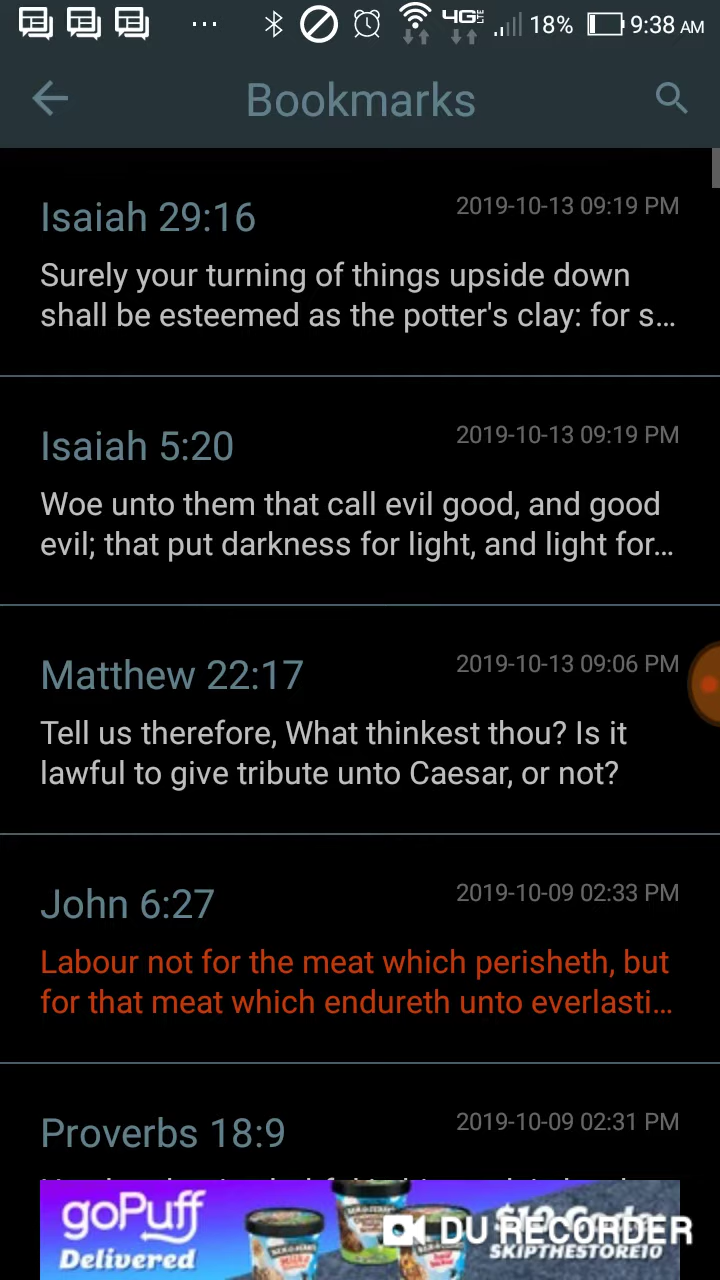 4G LTE 18% 9:38 AM
Bookmarks
Isaiah 29:16 2019-10-13 09:19 PM
Surely your turning of things upside down
shall be esteemed as the potter's clay: for s...
Isaiah 5:20 2019-10-13 09:19 PM
Woe unto them that call evil good, and good
evil; that put darkness for light, and light for...
Matthew 22:17 2019-10-13 09:06 PM
Tell us therefore, What thinkest thou? Is it
lawful to give tribute unto Caesar, or not?
John 6:27 2019-10-09 02:33 PM
Labour not for the meat which perisheth, but
for that meat which endureth unto everlasti...
Proverbs 18:9 2019-10-09 02:31 PM
goPuff
Delivered
DU RECORDER
SKIPTHESTORE10